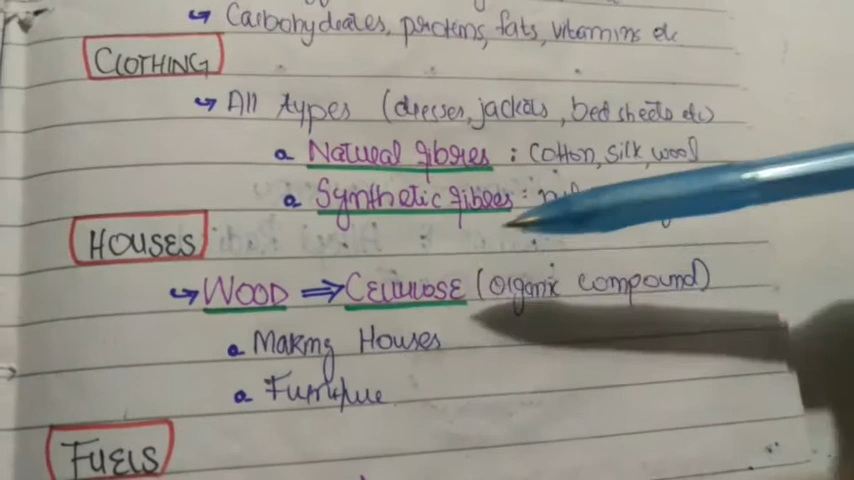 ↪ Carbohydrates, proteins, fats, vitamins etc
CLOTHING
↪ All types (dresses, jackets, bed sheets etc)
Natural fibres : Cotton, silk, wool
Synthetic fibres :
HOUSES
↪ WOOD ⇒ CELLULOSE (Organic compound)
Making Houses
Furniture
FUELS